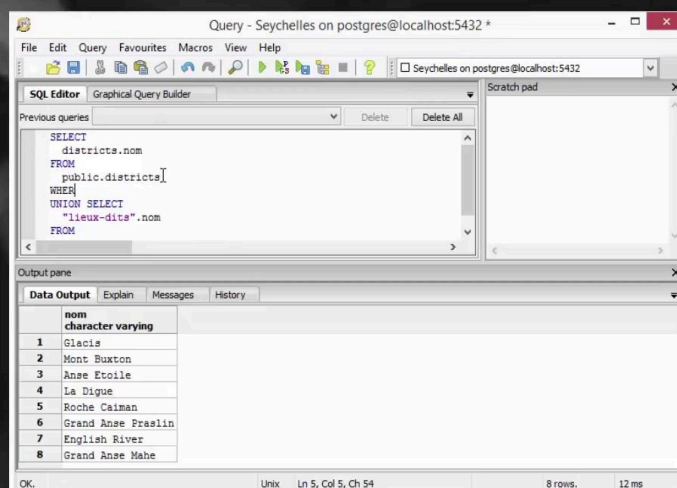 Query - Seychelles on postgres@localhost:5432 *
File Edit Query Favourites Macros View Help
Seychelles on postgres@localhost:5432
SQL Editor Graphical Query Builder
Scratch pad
Previous queries Delete Delete All
SELECT
districts.nom
FROM
public.districts
WHER
UNION SELECT
"lieux-dits".nom
FROM
Output pane
Data Output Explain Messages History
nom
character varying
1 Glacis
2 Mont Buxton
3 Anse Etoile
4 La Digue
5 Roche Caiman
6 Grand Anse Praslin
7 English River
8 Grand Anse Mahe
OK. Unix Ln 5, Col 5, Ch 54 8 rows. 12 ms